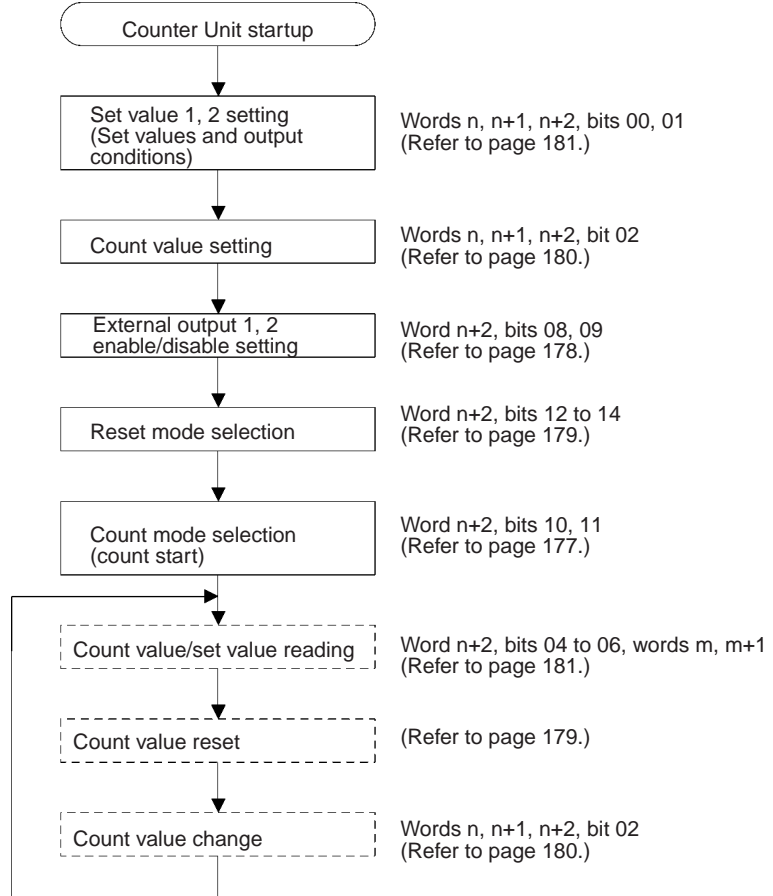 Counter Unit startup
Set value 1, 2 setting
(Set values and output
conditions)
Words n, n+1, n+2, bits 00, 01
(Refer to page 181.)
Count value setting
Words n, n+1, n+2, bit 02
(Refer to page 180.)
External output 1, 2
enable/disable setting
Word n+2, bits 08, 09
(Refer to page 178.)
Reset mode selection
Word n+2, bits 12 to 14
(Refer to page 179.)
Count mode selection
(count start)
Word n+2, bits 10, 11
(Refer to page 177.)
Count value/set value reading
Word n+2, bits 04 to 06, words m, m+1
(Refer to page 181.)
Count value reset
(Refer to page 179.)
Count value change
Words n, n+1, n+2, bit 02
(Refer to page 180.)